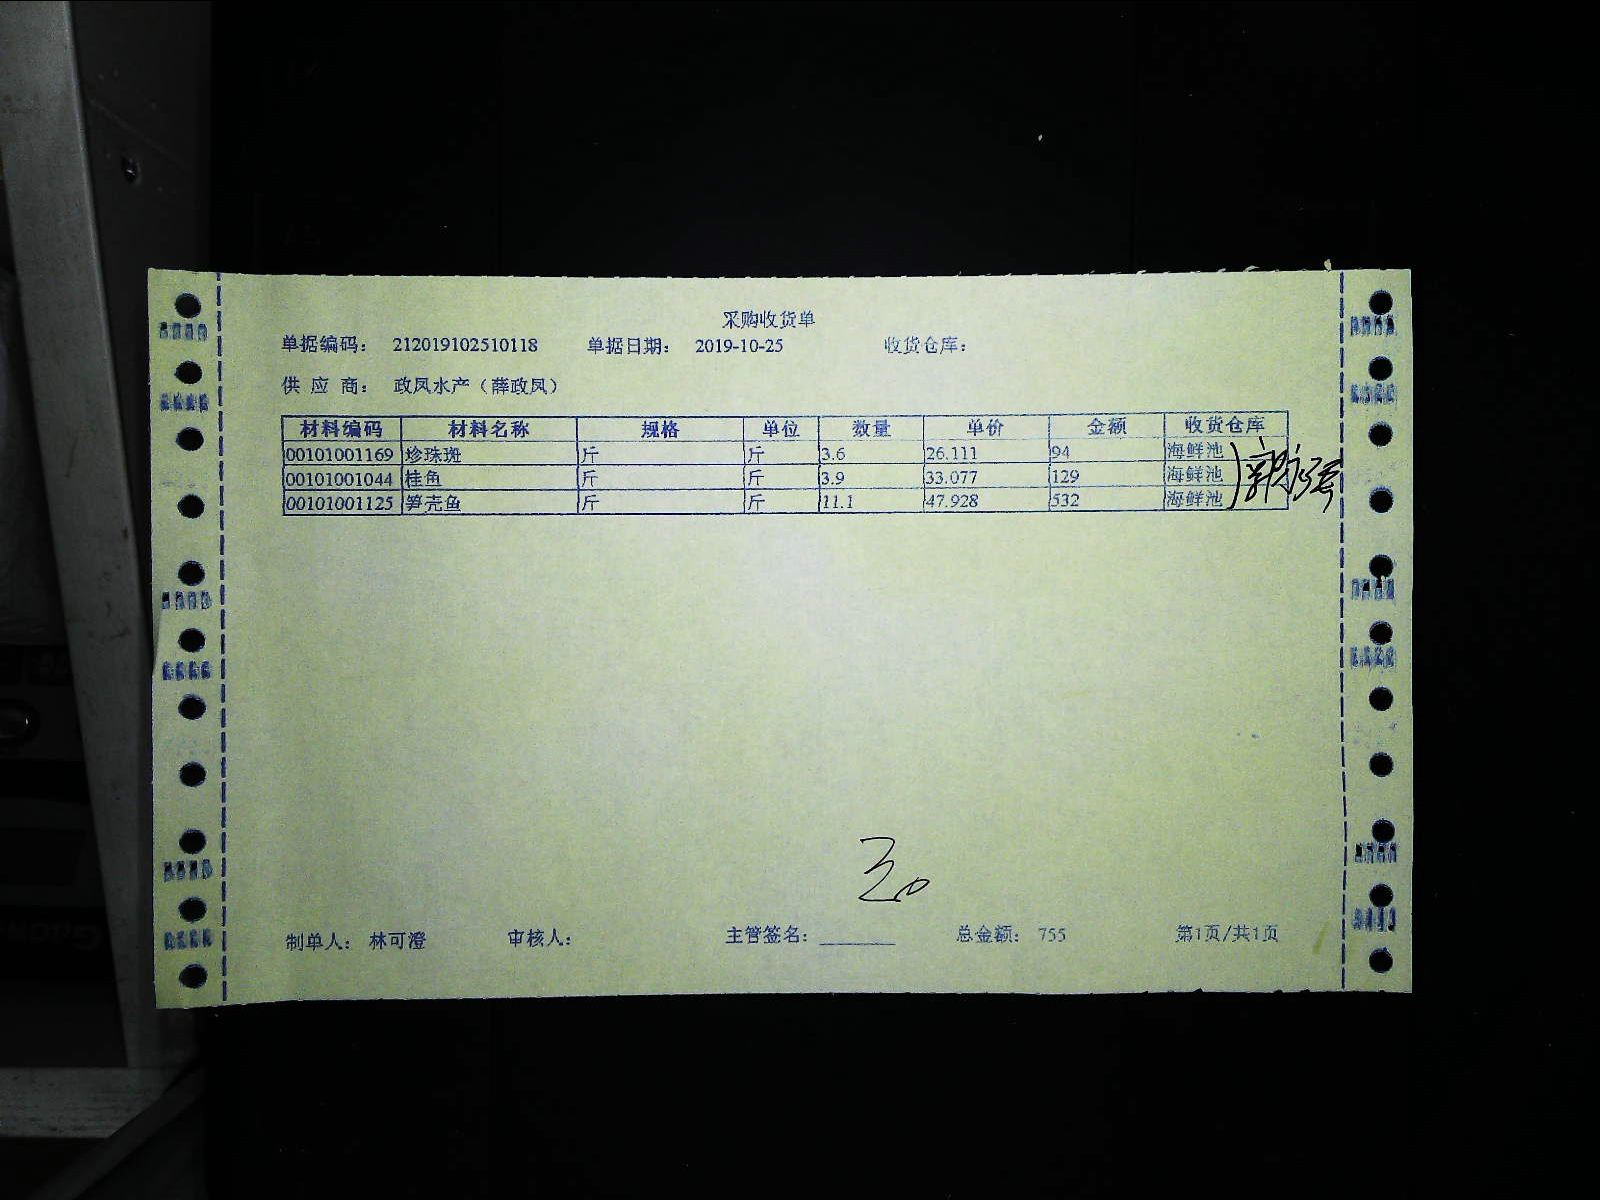 采购收货单
单据编码： 212019102510118 单据日期： 2019-10-25 收货仓库：
供 应 商： 政凤水产（薛政凤）
材料编码 材料名称 规格 单位 数量 单价 金额 收货仓库
00101001169 珍珠斑 斤 斤 3.6 26.111 94 海鲜池
00101001044 桂鱼 斤 斤 3.9 33.077 129 海鲜池
00101001125 笋壳鱼 斤 斤 11.1 47.928 532 海鲜池
制单人： 林可澄 审核人： 主管签名： ________ 总金额： 755 第1页/共1页